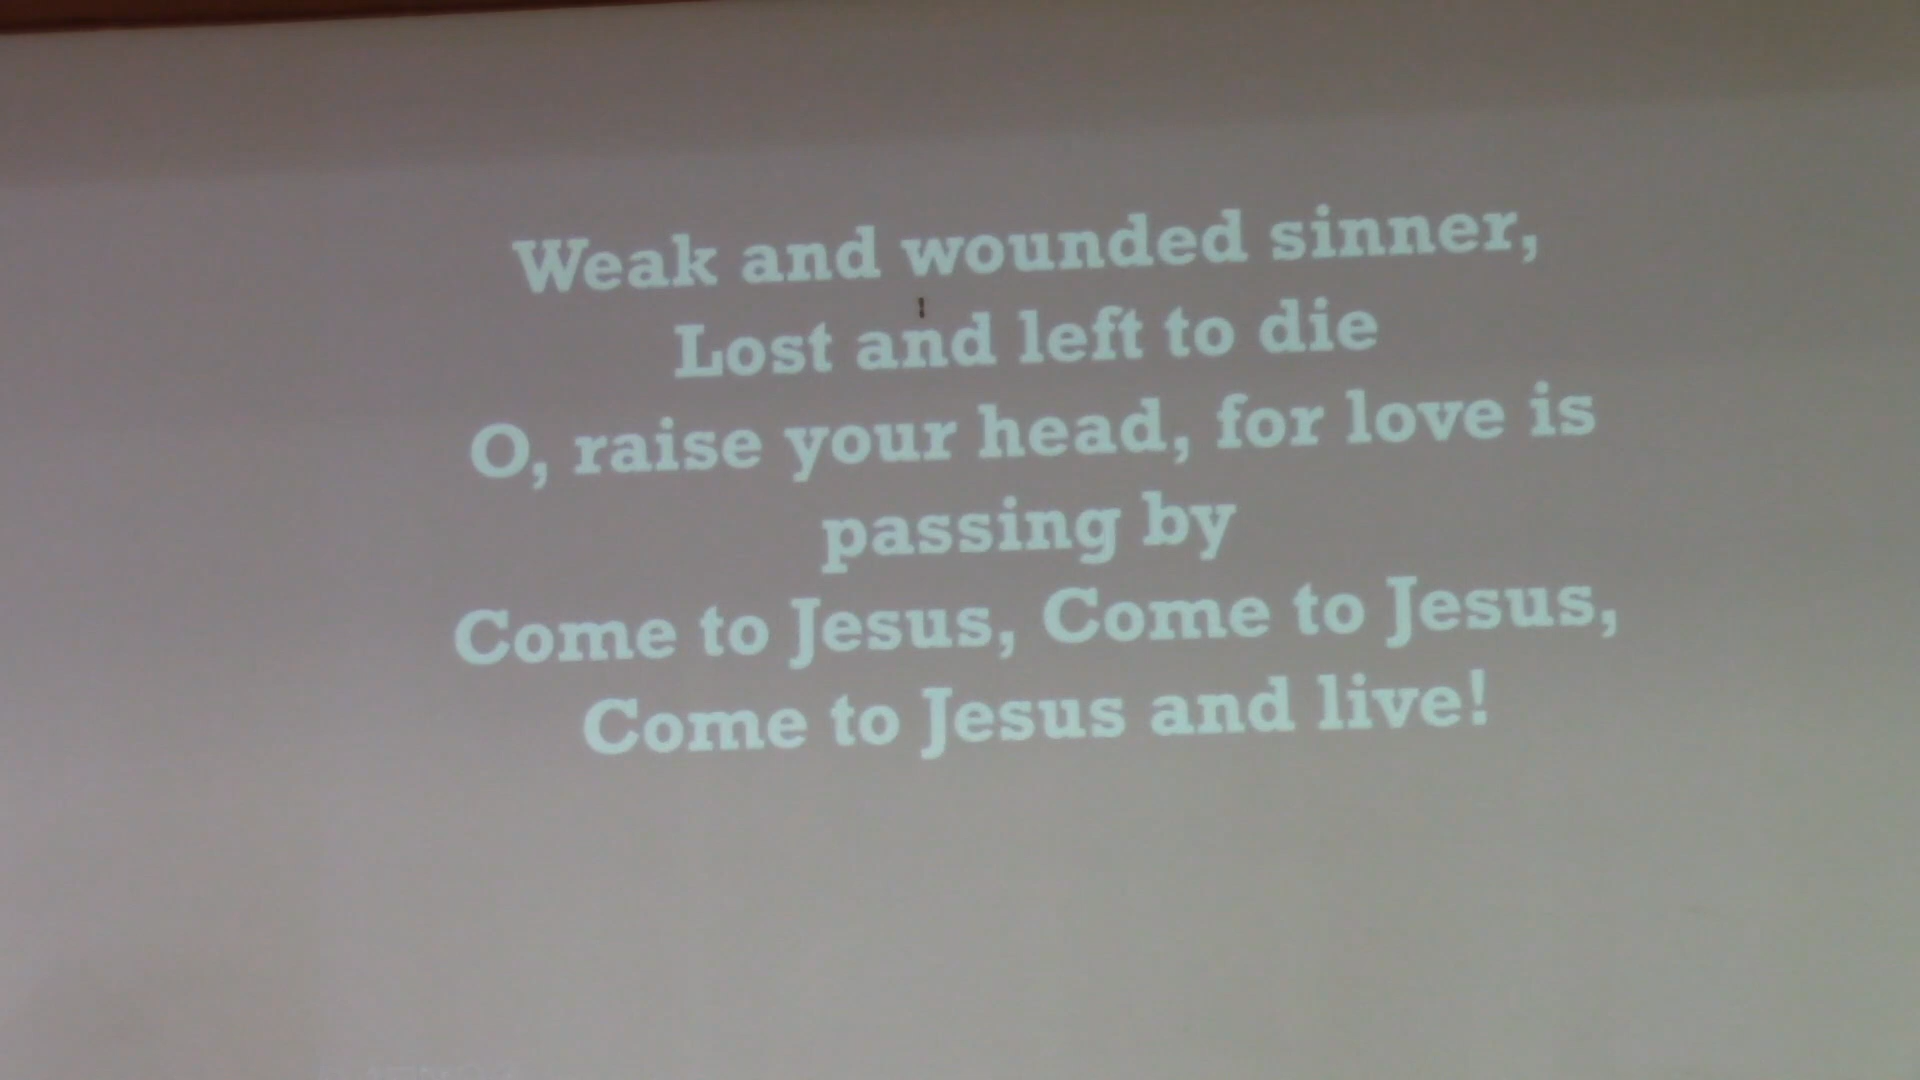 Weak and wounded sinner,
Lost and left to die
O, raise your head, for love is
passing by
Come to Jesus, Come to Jesus,
Come to Jesus and live!